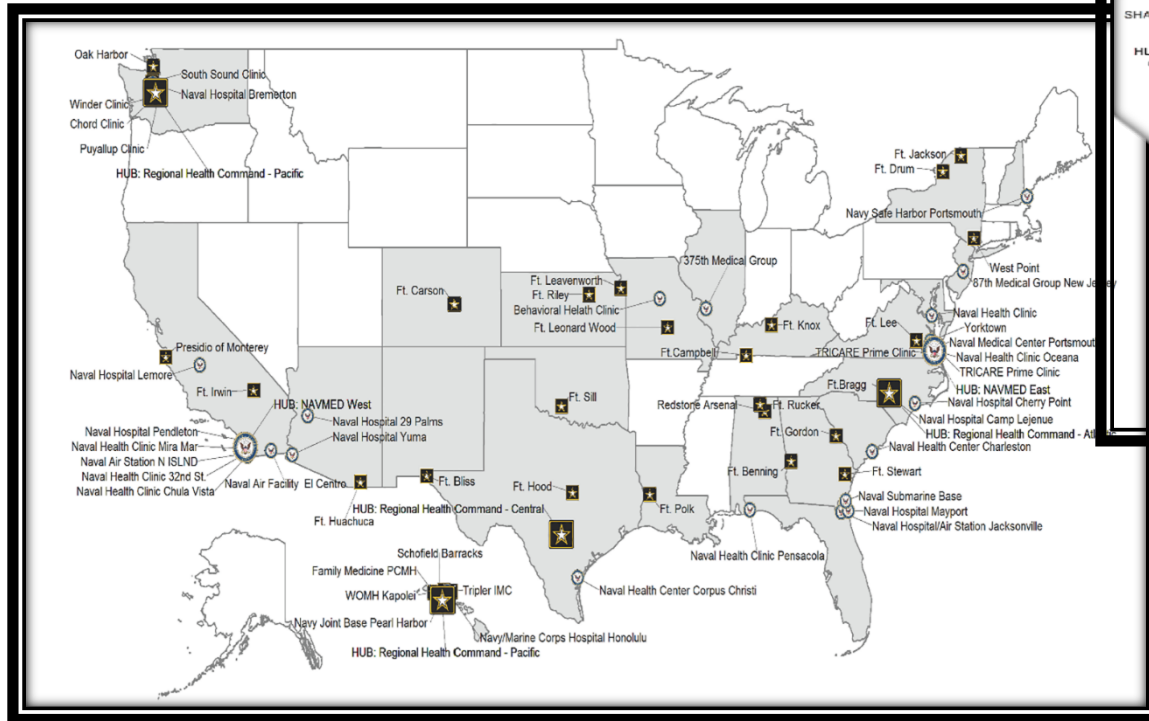 SHA
HU
Oak Harbor
South Sound Clinic
Naval Hospital Bremerton
Winder Clinic
Chord Clinic
Puyallup Clinic
HUB: Regional Health Command - Pacific
Ft. Jackson
Ft. Drum
Navy Safe Harbor Portsmouth
West Point
87th Medical Group New Jersey
375th Medical Group
Ft. Leavenworth
Ft. Riley
Behavioral Helath Clinic
Ft. Leonard Wood
Ft. Carson
Ft. Knox
Ft.Campbell
Naval Health Clinic
Ft. Lee
Yorktown
Naval Medical Center Portsmout
TRICARE Prime Clinic
Naval Health Clinic Oceana
TRICARE Prime Clinic
HUB: NAVMED East
Presidio of Monterey
Naval Hospital Lemore
Ft. Irwin
HUB: NAVMED West
Naval Hospital 29 Palms
Naval Hospital Yuma
Naval Hospital Pendleton
Naval Health Clinic Mira Mar
Naval Air Station N ISLND
Naval Health Clinic 32nd St.
Naval Health Clinic Chula Vista
Naval Air Facility El Centro
Ft. Huachuca
Ft. Bliss
Ft. Sill
Ft. Hood
HUB: Regional Health Command - Central
Ft. Polk
Redstone Arsenal
Ft. Rucker
Ft.Bragg
Naval Hospital Cherry Point
Naval Hospital Camp Lejenue
HUB: Regional Health Command - Atlantic
Ft. Gordon
Naval Health Center Charleston
Ft. Benning
Ft. Stewart
Naval Submarine Base
Naval Hospital Mayport
Naval Hospital/Air Station Jacksonville
Naval Health Clinic Pensacola
Naval Health Center Corpus Christi
Schofield Barracks
Family Medicine PCMH
WOMH Kapolei
Tripler IMC
Navy Joint Base Pearl Harbor
Navy/Marine Corps Hospital Honolulu
HUB: Regional Health Command - Pacific